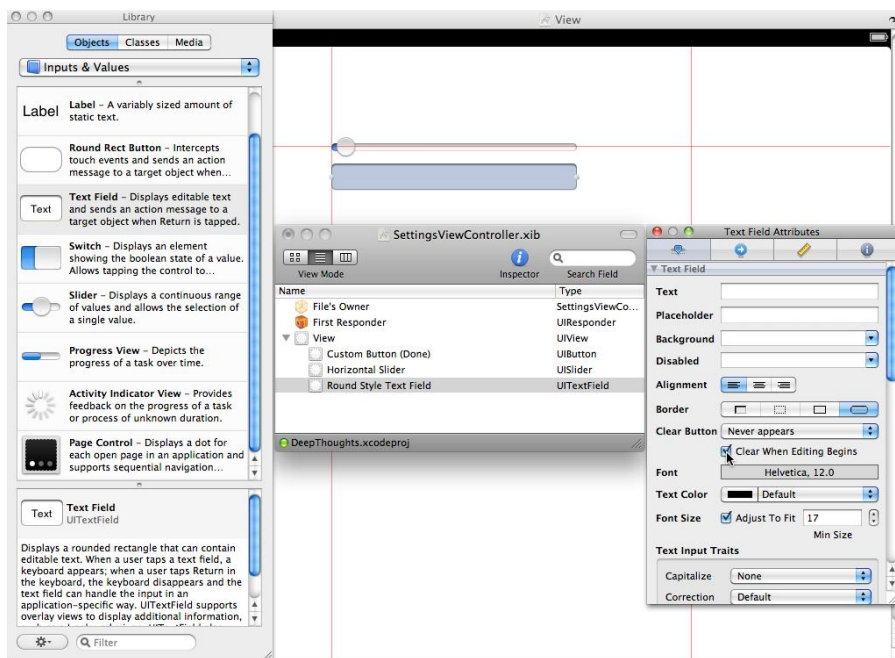 Library
Objects Classes Media
Inputs & Values
Label
Label – A variably sized amount of
static text.
Round Rect Button – Intercepts
touch events and sends an action
message to a target object when...
Text
Text Field – Displays editable text
and sends an action message to a
target object when Return is tapped.
Switch – Displays an element
showing the boolean state of a value.
Allows tapping the control to...
Slider – Displays a continuous range
of values and allows the selection of
a single value.
Progress View – Depicts the
progress of a task over time.
Activity Indicator View – Provides
feedback on the progress of a task
or process of unknown duration.
Page Control – Displays a dot for
each open page in an application and
supports sequential navigation...
Text
Text Field
UITextField
Displays a rounded rectangle that can contain
editable text. When a user taps a text field, a
keyboard appears; when a user taps Return in
the keyboard, the keyboard disappears and the
text field can handle the input in an
application-specific way. UITextField supports
overlay views to display additional information,
Filter
View
SettingsViewController.xib
View Mode Inspector Search Field
Name Type
File's Owner SettingsViewCo...
First Responder UIResponder
View UIView
Custom Button (Done) UIButton
Horizontal Slider UISlider
Round Style Text Field UITextField
DeepThoughts.xcodeproj
Text Field Attributes
Text Field
Text
Placeholder
Background
Disabled
Alignment
Border
Clear Button Never appears
Clear When Editing Begins
Font Helvetica, 12.0
Text Color Default
Font Size Adjust To Fit 17
Min Size
Text Input Traits
Capitalize None
Correction Default